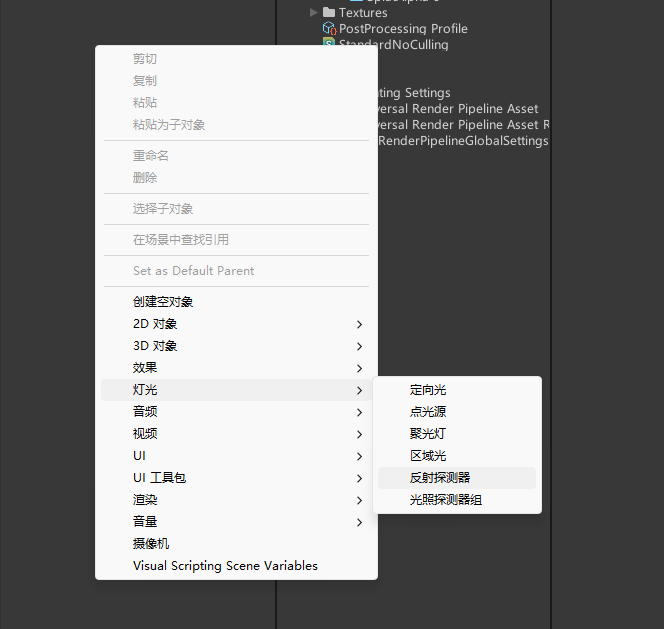 Textures
PostProcessing Profile
StandardNoCulling
ting Settings
versal Render Pipeline Asset
versal Render Pipeline Asset R
RenderPipelineGlobalSettings
剪切
复制
粘贴
粘贴为子对象
重命名
删除
选择子对象
在场景中查找引用
Set as Default Parent
创建空对象
2D 对象
3D 对象
效果
灯光
音频
视频
UI
UI 工具包
渲染
音量
摄像机
Visual Scripting Scene Variables
定向光
点光源
聚光灯
区域光
反射探测器
光照探测器组